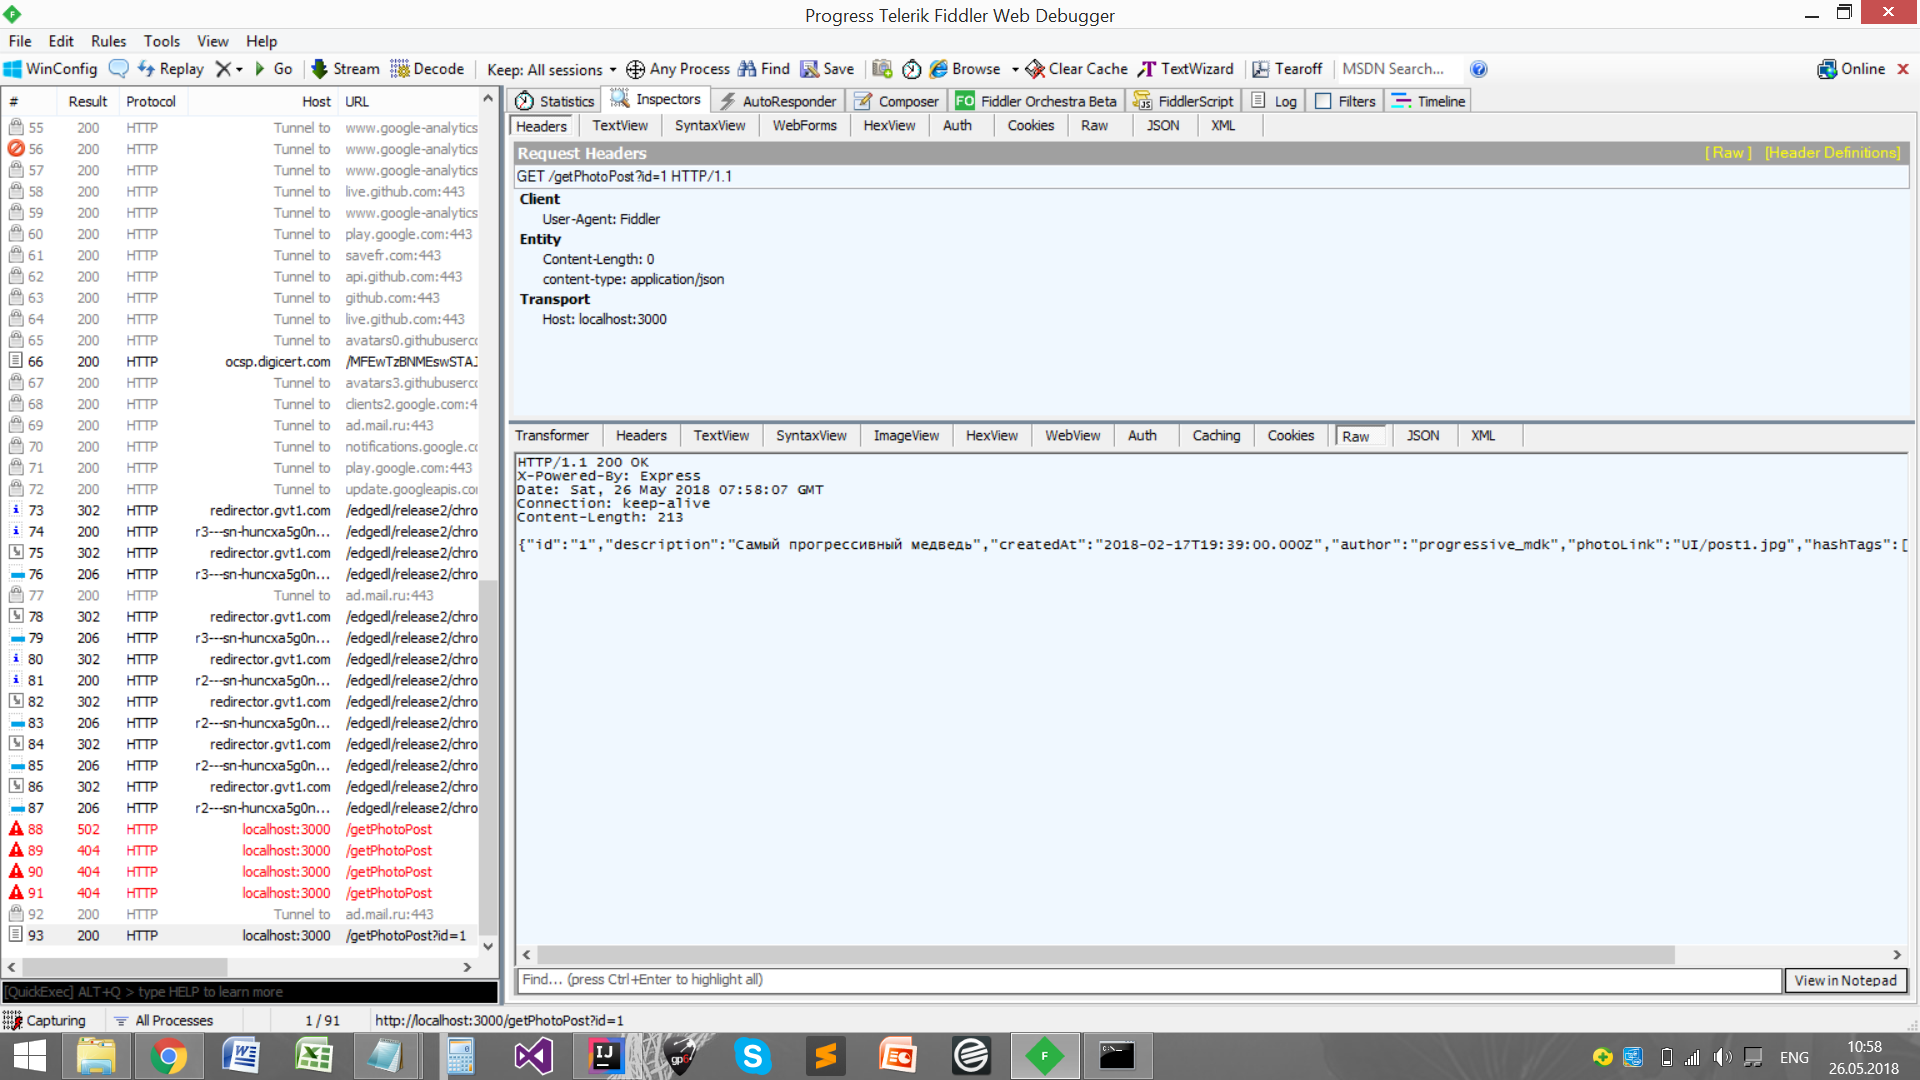 Progress Telerik Fiddler Web Debugger
File Edit Rules Tools View Help
WinConfig Replay Go Stream Decode Keep: All sessions Any Process Find Save Browse Clear Cache TextWizard Tearoff MSDN Search... Online
# Result Protocol Host URL
55 200 HTTP Tunnel to www.google-analytics
56 200 HTTP Tunnel to www.google-analytics
57 200 HTTP Tunnel to www.google-analytics
58 200 HTTP Tunnel to live.github.com:443
59 200 HTTP Tunnel to www.google-analytics
60 200 HTTP Tunnel to play.google.com:443
61 200 HTTP Tunnel to savefr.com:443
62 200 HTTP Tunnel to api.github.com:443
63 200 HTTP Tunnel to github.com:443
64 200 HTTP Tunnel to live.github.com:443
65 200 HTTP Tunnel to avatars0.githubuserco
66 200 HTTP ocsp.digicert.com /MFEwTzBNMEswSTAJ
67 200 HTTP Tunnel to avatars3.githubuserco
68 200 HTTP Tunnel to clients2.google.com:4
69 200 HTTP Tunnel to ad.mail.ru:443
70 200 HTTP Tunnel to notifications.google.co
71 200 HTTP Tunnel to play.google.com:443
72 200 HTTP Tunnel to update.googleapis.cor
73 302 HTTP redirector.gvt1.com /edgedl/release2/chro
74 200 HTTP r3---sn-huncxa5g0n... /edgedl/release2/chro
75 302 HTTP redirector.gvt1.com /edgedl/release2/chro
76 206 HTTP r3---sn-huncxa5g0n... /edgedl/release2/chro
77 200 HTTP Tunnel to ad.mail.ru:443
78 302 HTTP redirector.gvt1.com /edgedl/release2/chro
79 206 HTTP r3---sn-huncxa5g0n... /edgedl/release2/chro
80 302 HTTP redirector.gvt1.com /edgedl/release2/chro
81 200 HTTP r2---sn-huncxa5g0n... /edgedl/release2/chro
82 302 HTTP redirector.gvt1.com /edgedl/release2/chro
83 206 HTTP r2---sn-huncxa5g0n... /edgedl/release2/chro
84 302 HTTP redirector.gvt1.com /edgedl/release2/chro
85 206 HTTP r2---sn-huncxa5g0n... /edgedl/release2/chro
86 302 HTTP redirector.gvt1.com /edgedl/release2/chro
87 206 HTTP r2---sn-huncxa5g0n... /edgedl/release2/chro
88 502 HTTP localhost:3000 /getPhotoPost
89 404 HTTP localhost:3000 /getPhotoPost
90 404 HTTP localhost:3000 /getPhotoPost
91 404 HTTP localhost:3000 /getPhotoPost
92 200 HTTP Tunnel to ad.mail.ru:443
93 200 HTTP localhost:3000 /getPhotoPost?id=1
[QuickExec] ALT+Q > type HELP to learn more
Statistics Inspectors AutoResponder Composer FO Fiddler Orchestra Beta FiddlerScript Log Filters Timeline
Headers TextView SyntaxView WebForms HexView Auth Cookies Raw JSON XML
Request Headers [ Raw ] [Header Definitions]
GET /getPhotoPost?id=1 HTTP/1.1
Client
User-Agent: Fiddler
Entity
Content-Length: 0
content-type: application/json
Transport
Host: localhost:3000
Transformer Headers TextView SyntaxView ImageView HexView WebView Auth Caching Cookies Raw JSON XML
HTTP/1.1 200 OK
X-Powered-By: Express
Date: Sat, 26 May 2018 07:58:07 GMT
Connection: keep-alive
Content-Length: 213
{"id":"1","description":"Самый прогрессивный медведь","createdAt":"2018-02-17T19:39:00.000Z","author":"progressive_mdk","photoLink":"UI/post1.jpg","hashTags":[
Find... (press Ctrl+Enter to highlight all) View in Notepad
Capturing All Processes 1 / 91 http://localhost:3000/getPhotoPost?id=1
ENG
10:58
26.05.2018